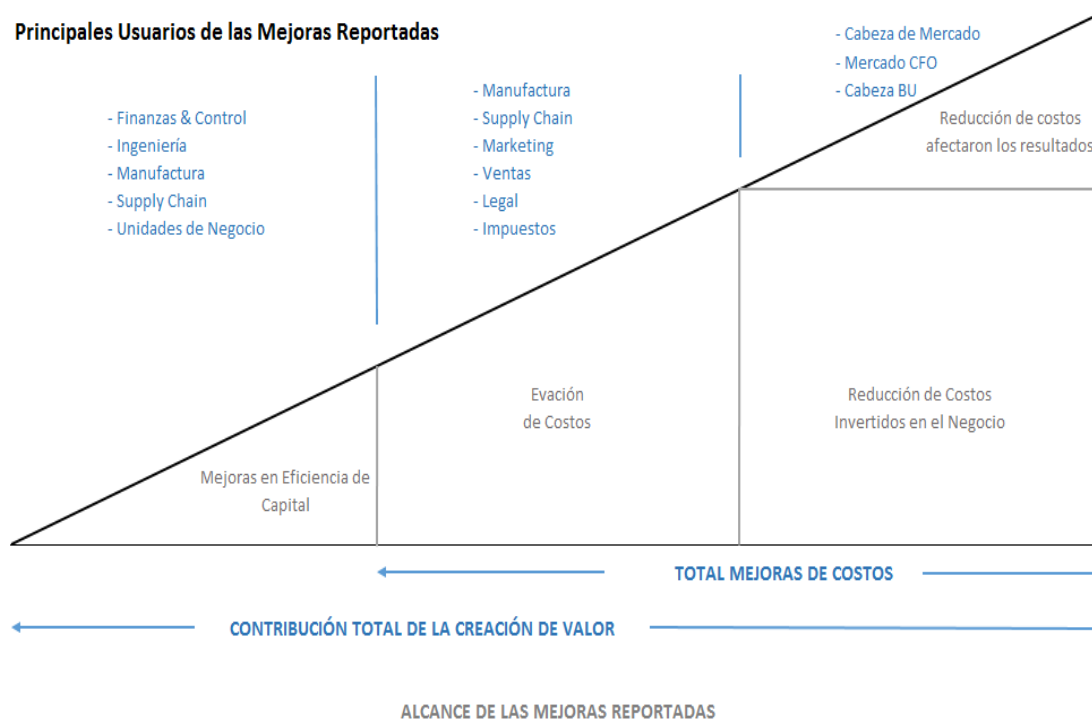 Principales Usuarios de las Mejoras Reportadas
- Finanzas & Control
- Ingeniería
- Manufactura
- Supply Chain
- Unidades de Negocio
- Manufactura
- Supply Chain
- Marketing
- Ventas
- Legal
- Impuestos
- Cabeza de Mercado
- Mercado CFO
- Cabeza BU
Reducción de costos
afectaron los resultados
Mejoras en Eficiencia de
Capital
Evación
de Costos
Reducción de Costos
Invertidos en el Negocio
TOTAL MEJORAS DE COSTOS
CONTRIBUCIÓN TOTAL DE LA CREACIÓN DE VALOR
ALCANCE DE LAS MEJORAS REPORTADAS